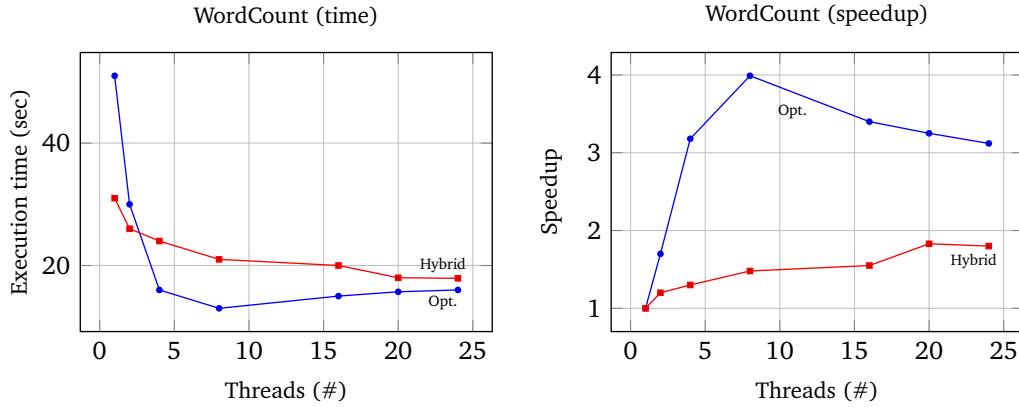 WordCount (time)
Execution time (sec)
40
20
Hybrid
Opt.
0 5 10 15 20 25
Threads (#)
WordCount (speedup)
Speedup
4
3
2
1
Opt.
Hybrid
0 5 10 15 20 25
Threads (#)